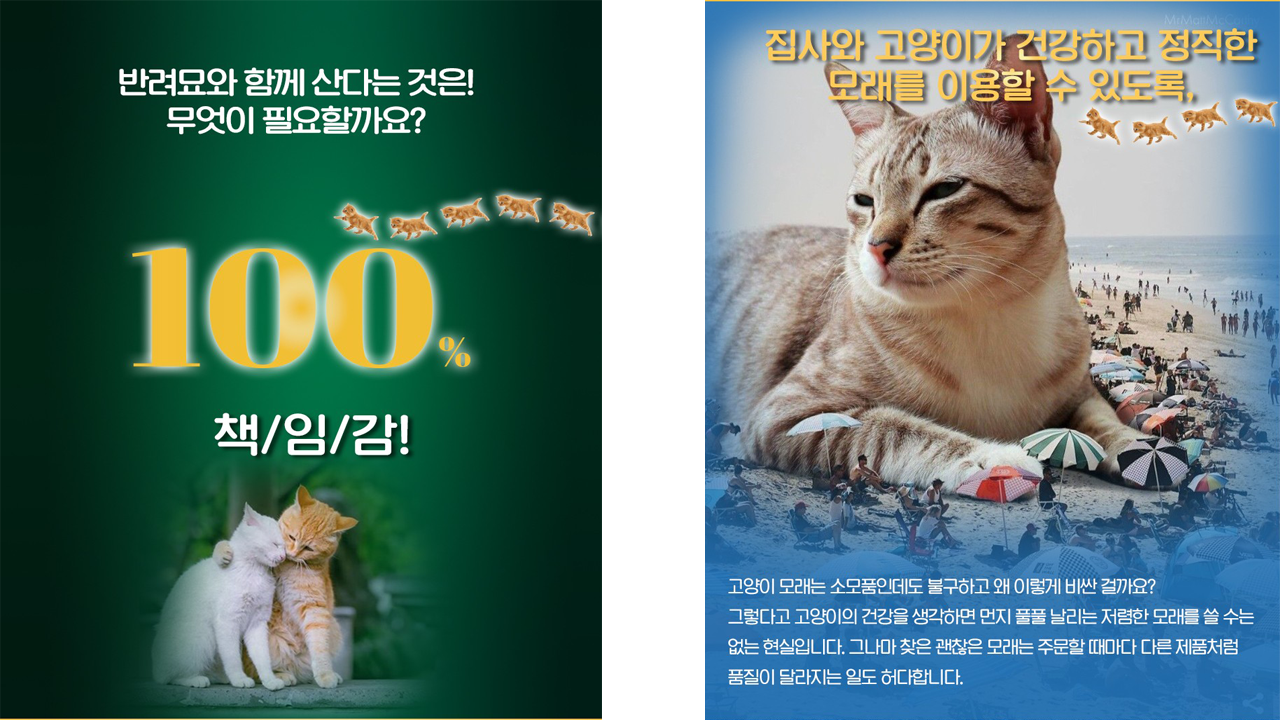 반려묘와 함께 산다는 것은!
무엇이 필요할까요?
100%
책/임/감!
집사와 고양이가 건강하고 정직한
모래를 이용할 수 있도록,
고양이 모래는 소모품인데도 불구하고 왜 이렇게 비싼 걸까요?
그렇다고 고양이의 건강을 생각하면 먼지 풀풀 날리는 저렴한 모래를 쓸 수는
없는 현실입니다. 그나마 찾은 괜찮은 모래는 주문할 때마다 다른 제품처럼
품질이 달라지는 일도 허다합니다.